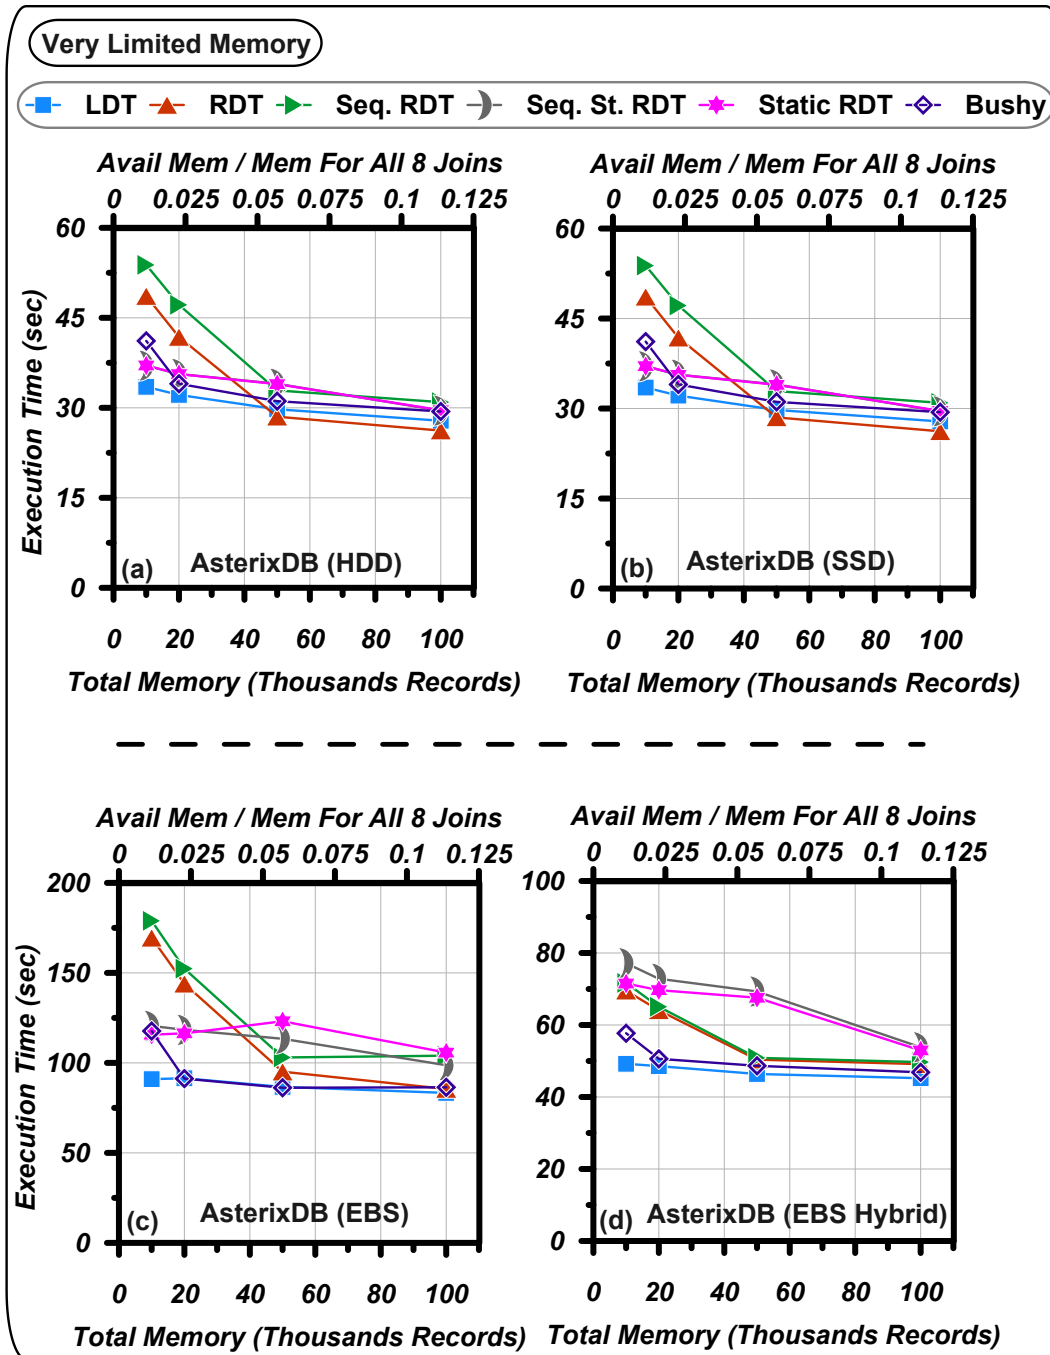 Very Limited Memory
LDT RDT Seq. RDT Seq. St. RDT Static RDT Bushy
Avail Mem / Mem For All 8 Joins
0 0.025 0.05 0.075 0.1 0.125
60
45
30
15
0
Execution Time (sec)
(a) AsterixDB (HDD)
0 20 40 60 80 100
Total Memory (Thousands Records)
Avail Mem / Mem For All 8 Joins
0 0.025 0.05 0.075 0.1 0.125
60
45
30
15
0
(b) AsterixDB (SSD)
0 20 40 60 80 100
Total Memory (Thousands Records)
Avail Mem / Mem For All 8 Joins
0 0.025 0.05 0.075 0.1 0.125
200
150
100
50
0
Execution Time (sec)
(c) AsterixDB (EBS)
0 20 40 60 80 100
Total Memory (Thousands Records)
Avail Mem / Mem For All 8 Joins
0 0.025 0.05 0.075 0.1 0.125
100
80
60
40
20
0
(d) AsterixDB (EBS Hybrid)
0 20 40 60 80 100
Total Memory (Thousands Records)